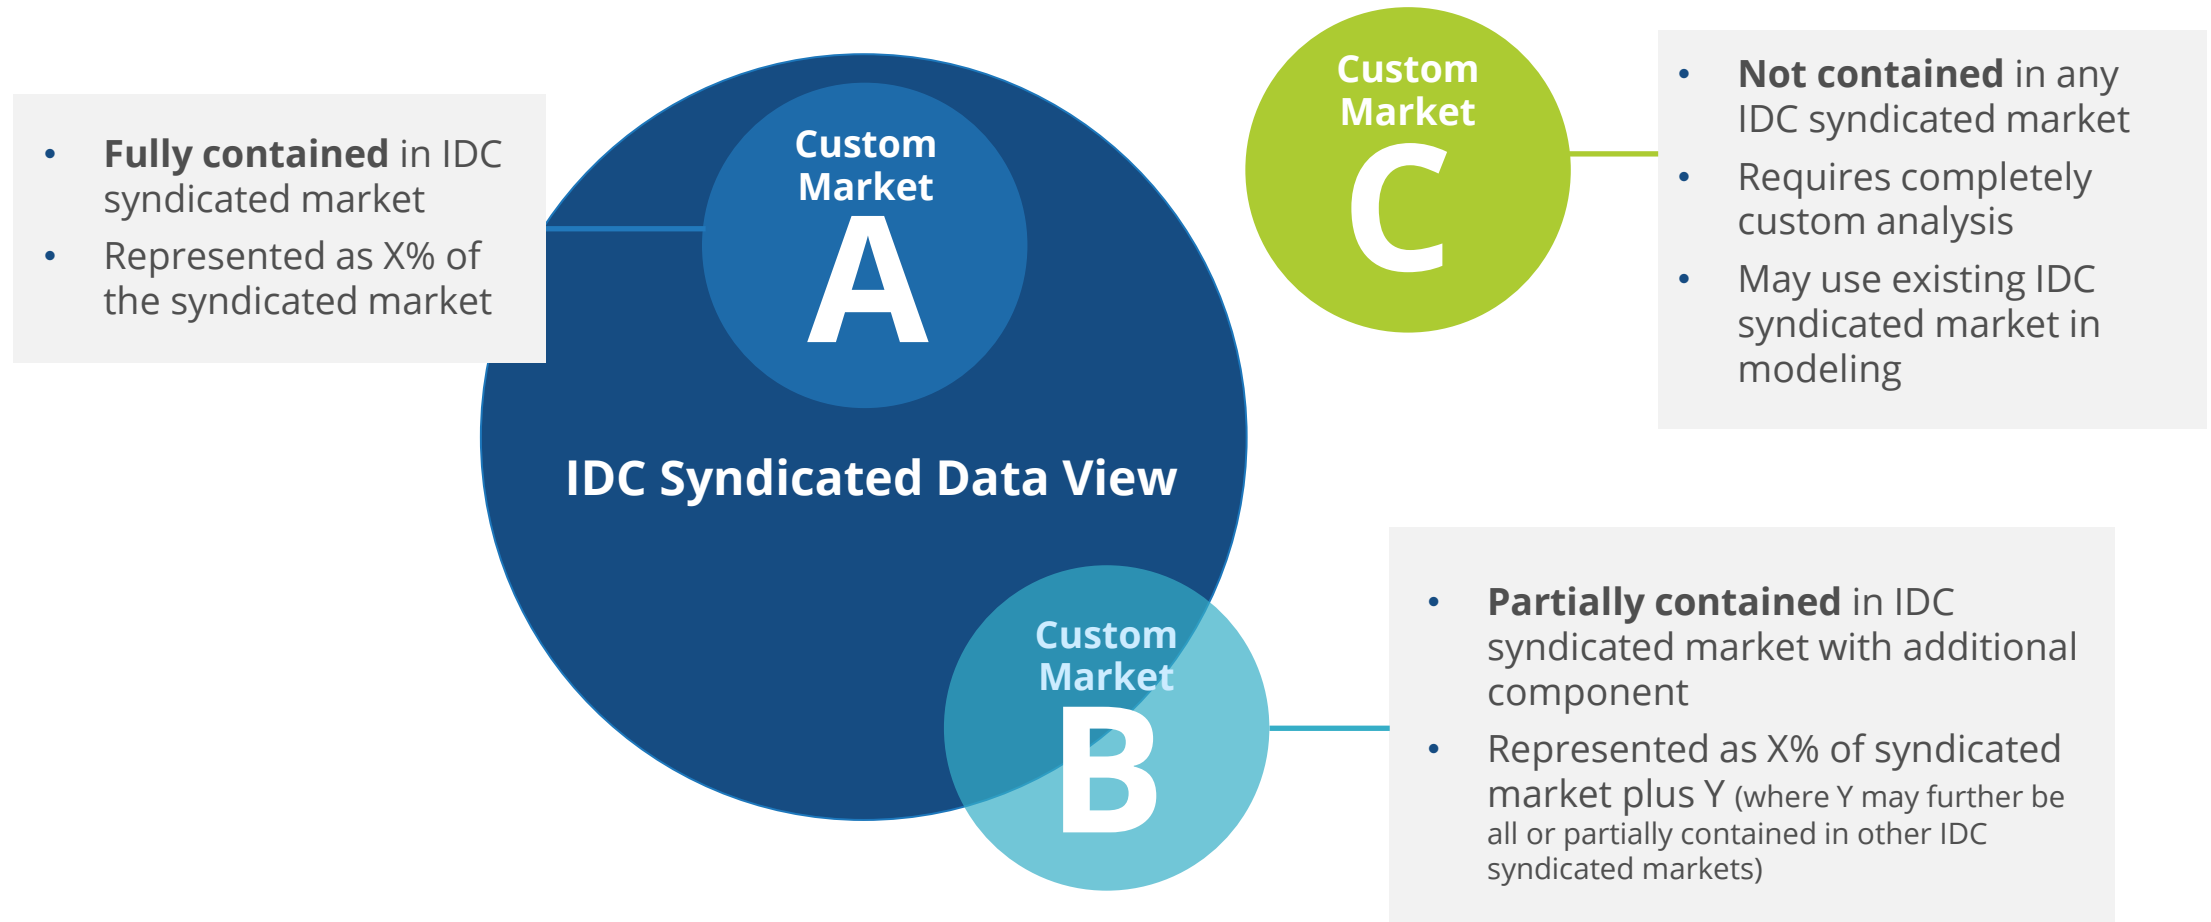 • Fully contained in IDC
syndicated market
• Represented as X% of
the syndicated market
Custom
Market
A
IDC Syndicated Data View
Custom
Market
C
• Not contained in any
IDC syndicated market
• Requires completely
custom analysis
• May use existing IDC
syndicated market in
modeling
Custom
Market
B
• Partially contained in IDC
syndicated market with additional
component
• Represented as X% of syndicated
market plus Y (where Y may further be
all or partially contained in other IDC
syndicated markets)